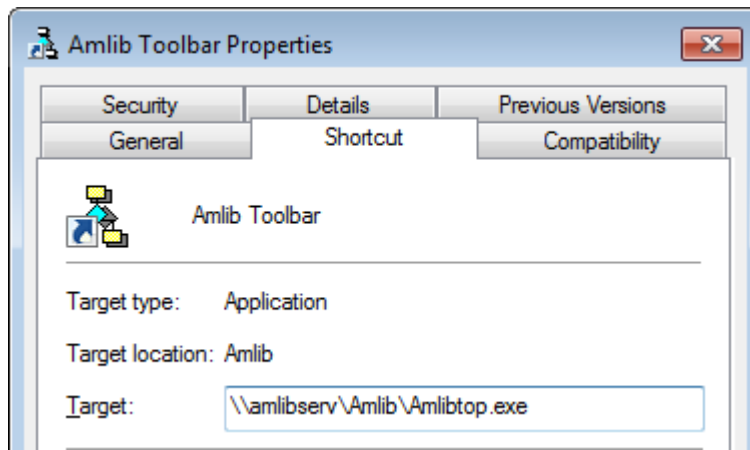 Amlib Toolbar Properties
Security Details Previous Versions
General Shortcut Compatibility
Amlib Toolbar
Target type: Application
Target location: Amlib
Target: \\amlibserv\Amlib\Amlibtop.exe